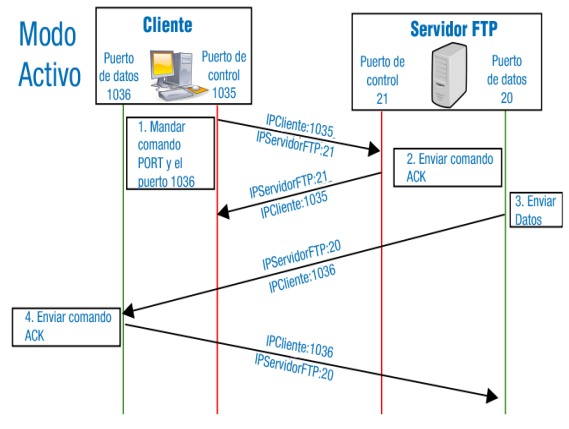 Modo
Activo
Cliente
Puerto
de datos
1036
Puerto de
control
1035
Servidor FTP
Puerto de
control
21
Puerto
de datos
20
1. Mandar
comando
PORT y el
puerto 1036
IPCliente:1035_
IPServidorFTP:21
2. Enviar comando
ACK
IPServidorFTP:21_
IPCliente:1035
3. Enviar
Datos
IPServidorFTP:20
IPCliente:1036
4. Enviar comando
ACK
IPCliente:1036
IPServidorFTP:20